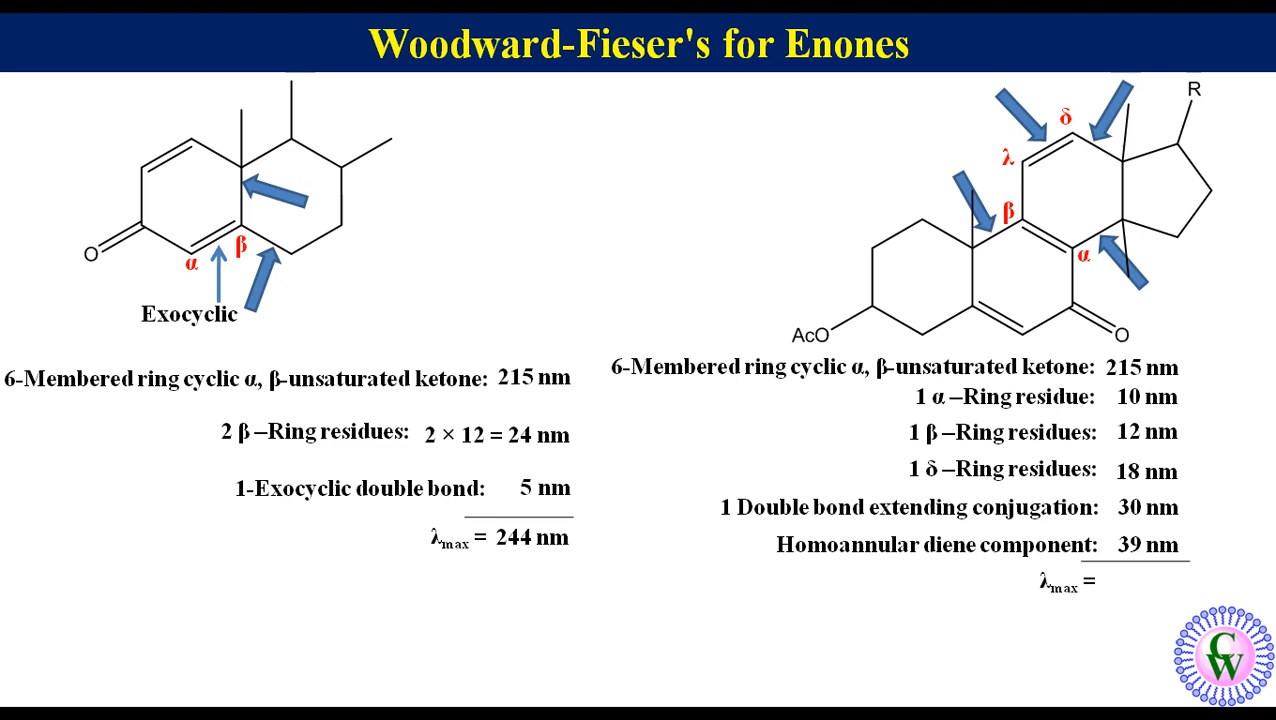 Woodward-Fieser's for Enones
O
α
β
Exocyclic
6-Membered ring cyclic α, β-unsaturated ketone: 215 nm
2 β –Ring residues: 2 × 12 = 24 nm
1-Exocyclic double bond: 5 nm
λmax = 244 nm
R
δ
λ
β
α
AcO
O
6-Membered ring cyclic α, β-unsaturated ketone: 215 nm
1 α –Ring residue: 10 nm
1 β –Ring residues: 12 nm
1 δ –Ring residues: 18 nm
1 Double bond extending conjugation: 30 nm
Homoannular diene component: 39 nm
λmax =
CW